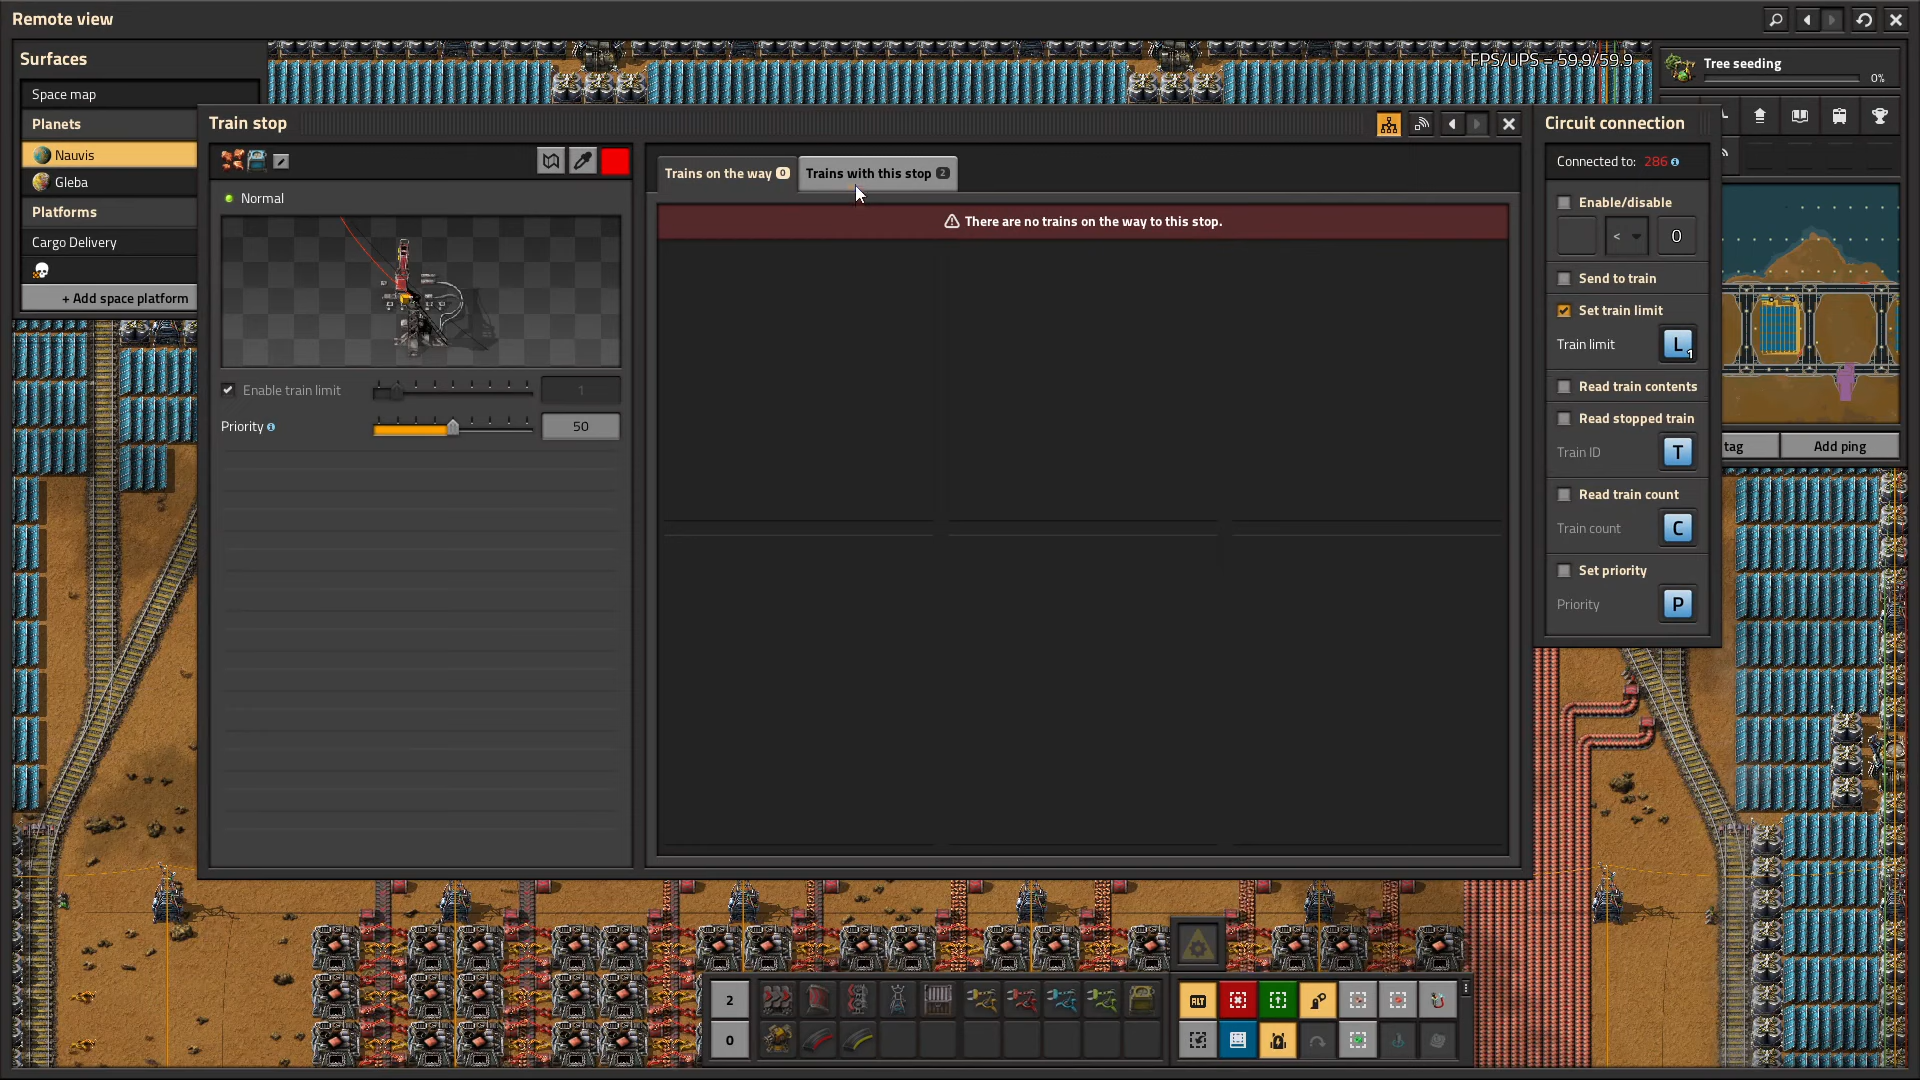 Remote view
Surfaces
Space map
Planets
Nauvis
Gleba
Platforms
Cargo Delivery
+ Add space platform
FPS/UPS = 59.9/59.9
Tree seeding
0%
Train stop
Normal
Enable train limit
1
Priority
50
Trains on the way 0
Trains with this stop 2
There are no trains on the way to this stop.
Circuit connection
Connected to: 286
Enable/disable
< 0
Send to train
Set train limit
Train limit L 1
Read train contents
Read stopped train
Train ID T
Read train count
Train count C
Set priority
Priority P
tag
Add ping
2
0
ALT